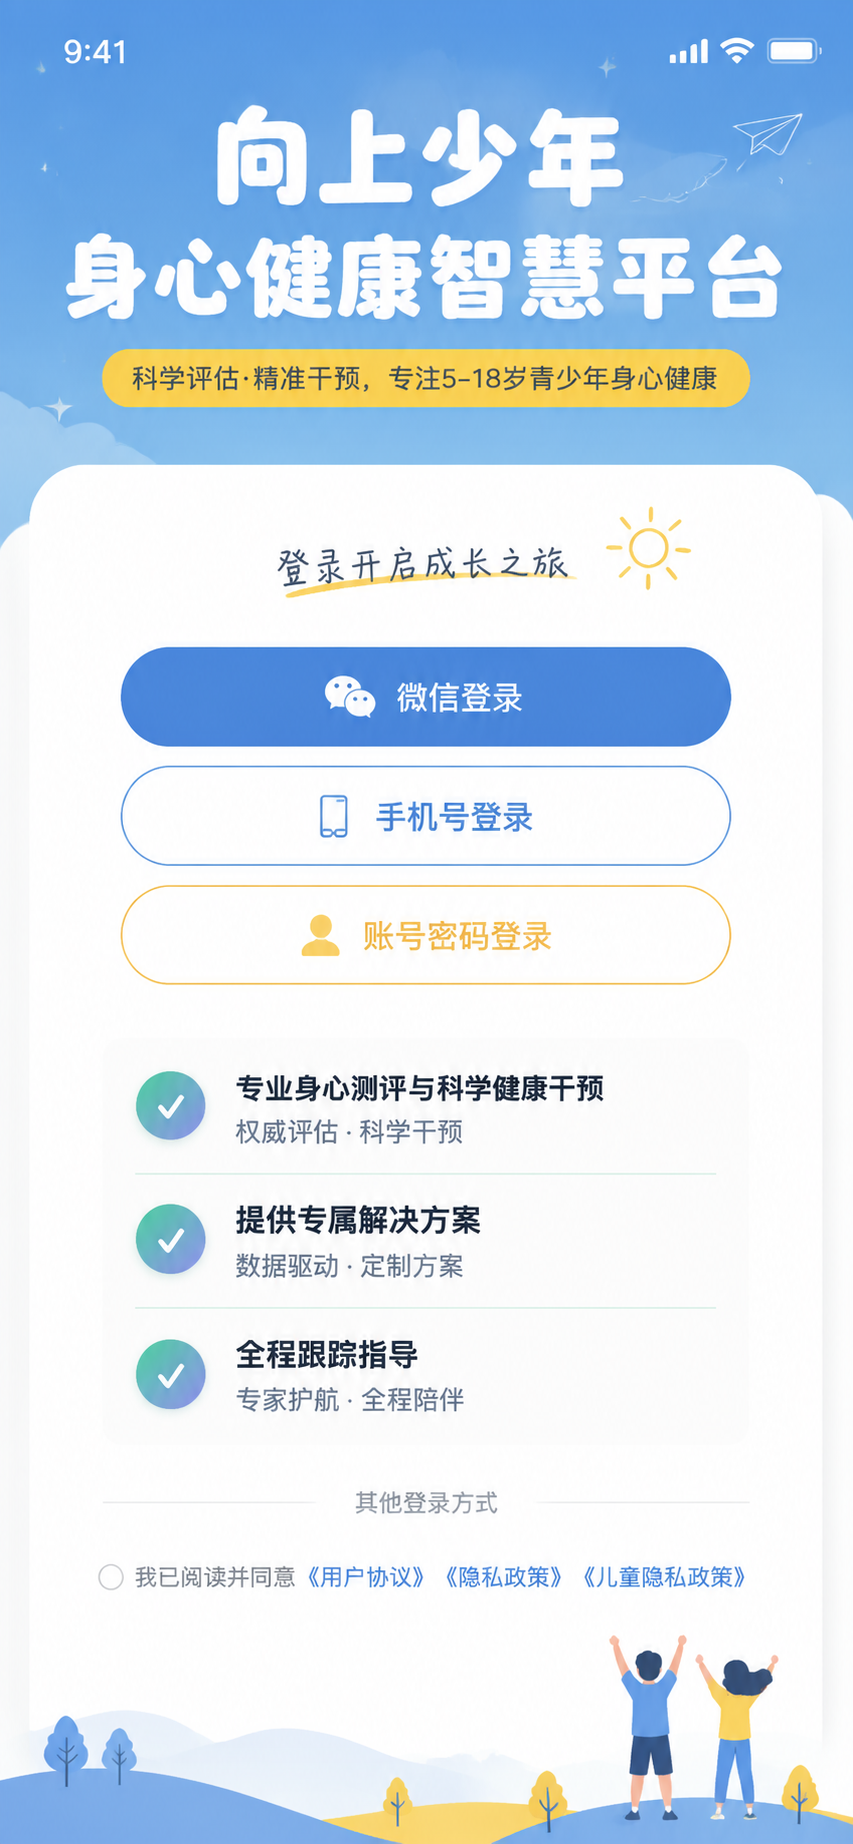 9:41
向上少年
身心健康智慧平台
科学评估·精准干预，专注5-18岁青少年身心健康
登录开启成长之旅
微信登录
手机号登录
账号密码登录
专业身心测评与科学健康干预
权威评估 · 科学干预
提供专属解决方案
数据驱动 · 定制方案
全程跟踪指导
专家护航 · 全程陪伴
其他登录方式
我已阅读并同意《用户协议》《隐私政策》《儿童隐私政策》